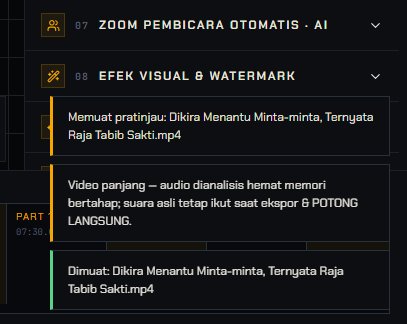 07 ZOOM PEMBICARA OTOMATIS · AI
08 EFEK VISUAL & WATERMARK
Memuat pratinjau: Dikira Menantu Minta-minta, Ternyata
Raja Tabib Sakti.mp4
Video panjang — audio dianalisis hemat memori
bertahap; suara asli tetap ikut saat ekspor & POTONG
LANGSUNG.
PART
07:30.
Dimuat: Dikira Menantu Minta-minta, Ternyata Raja
Tabib Sakti.mp4